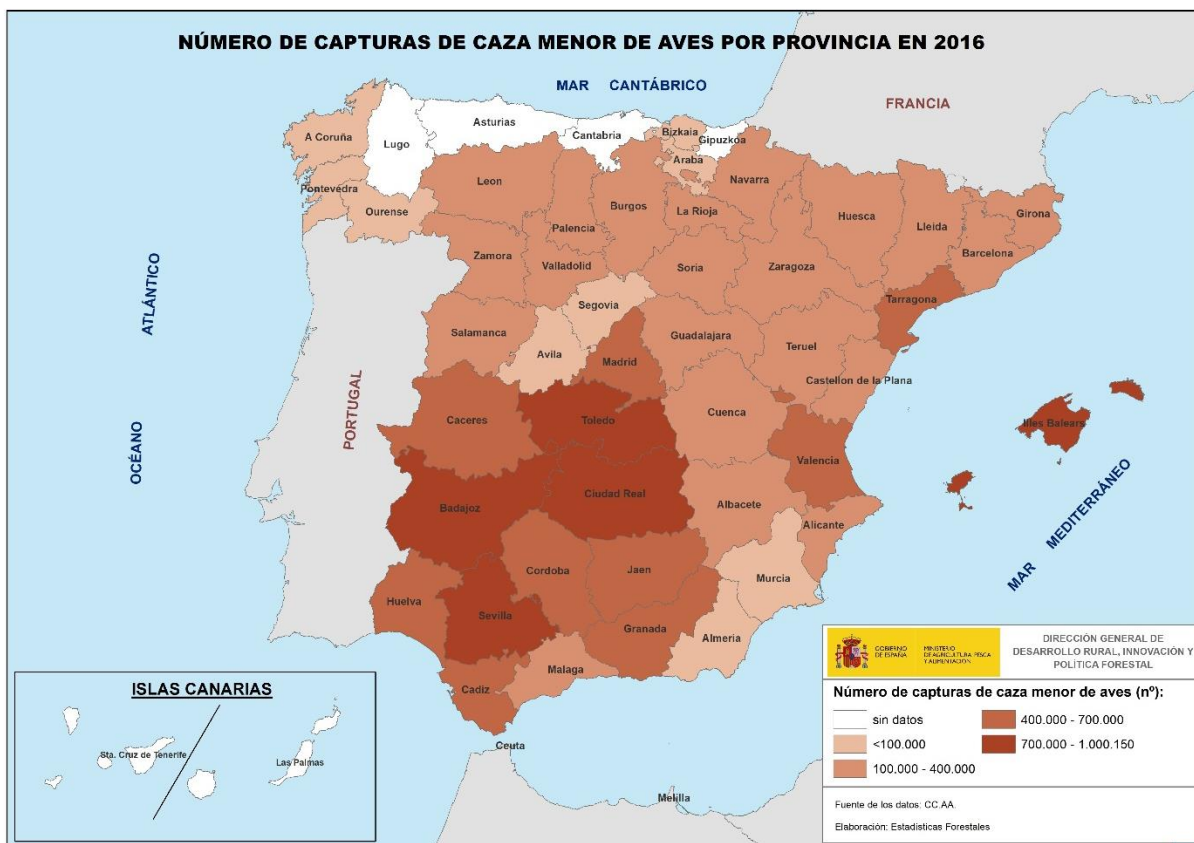 NÚMERO DE CAPTURAS DE CAZA MENOR DE AVES POR PROVINCIA EN 2016
MAR CANTÁBRICO
FRANCIA
A Coruña
Lugo
Asturias
Cantabria
Bizkaia
Gipuzkoa
Araba
Pontevedra
Ourense
Leon
Palencia
Burgos
La Rioja
Navarra
Huesca
Lleida
Girona
Barcelona
Zamora
Valladolid
Soria
Zaragoza
Tarragona
Segovia
Salamanca
Avila
Madrid
Guadalajara
Teruel
Castellon de la Plana
OCÉANO ATLÁNTICO
PORTUGAL
Caceres
Toledo
Cuenca
Valencia
Illes Balears
Badajoz
Ciudad Real
Albacete
Alicante
MAR MEDITERRÁNEO
Huelva
Sevilla
Cordoba
Jaen
Murcia
Granada
Almeria
Malaga
Cadiz
Ceuta
Melilla
ISLAS CANARIAS
Sta. Cruz de Tenerife
Las Palmas
GOBIERNO
DE ESPAÑA
MINISTERIO
DE AGRICULTURA, PESCA
Y ALIMENTACIÓN
DIRECCIÓN GENERAL DE
DESARROLLO RURAL, INNOVACIÓN Y
POLÍTICA FORESTAL
Número de capturas de caza menor de aves (nº):
sin datos
<100.000
100.000 - 400.000
400.000 - 700.000
700.000 - 1.000.150
Fuente de los datos: CC.AA.
Elaboración: Estadísticas Forestales